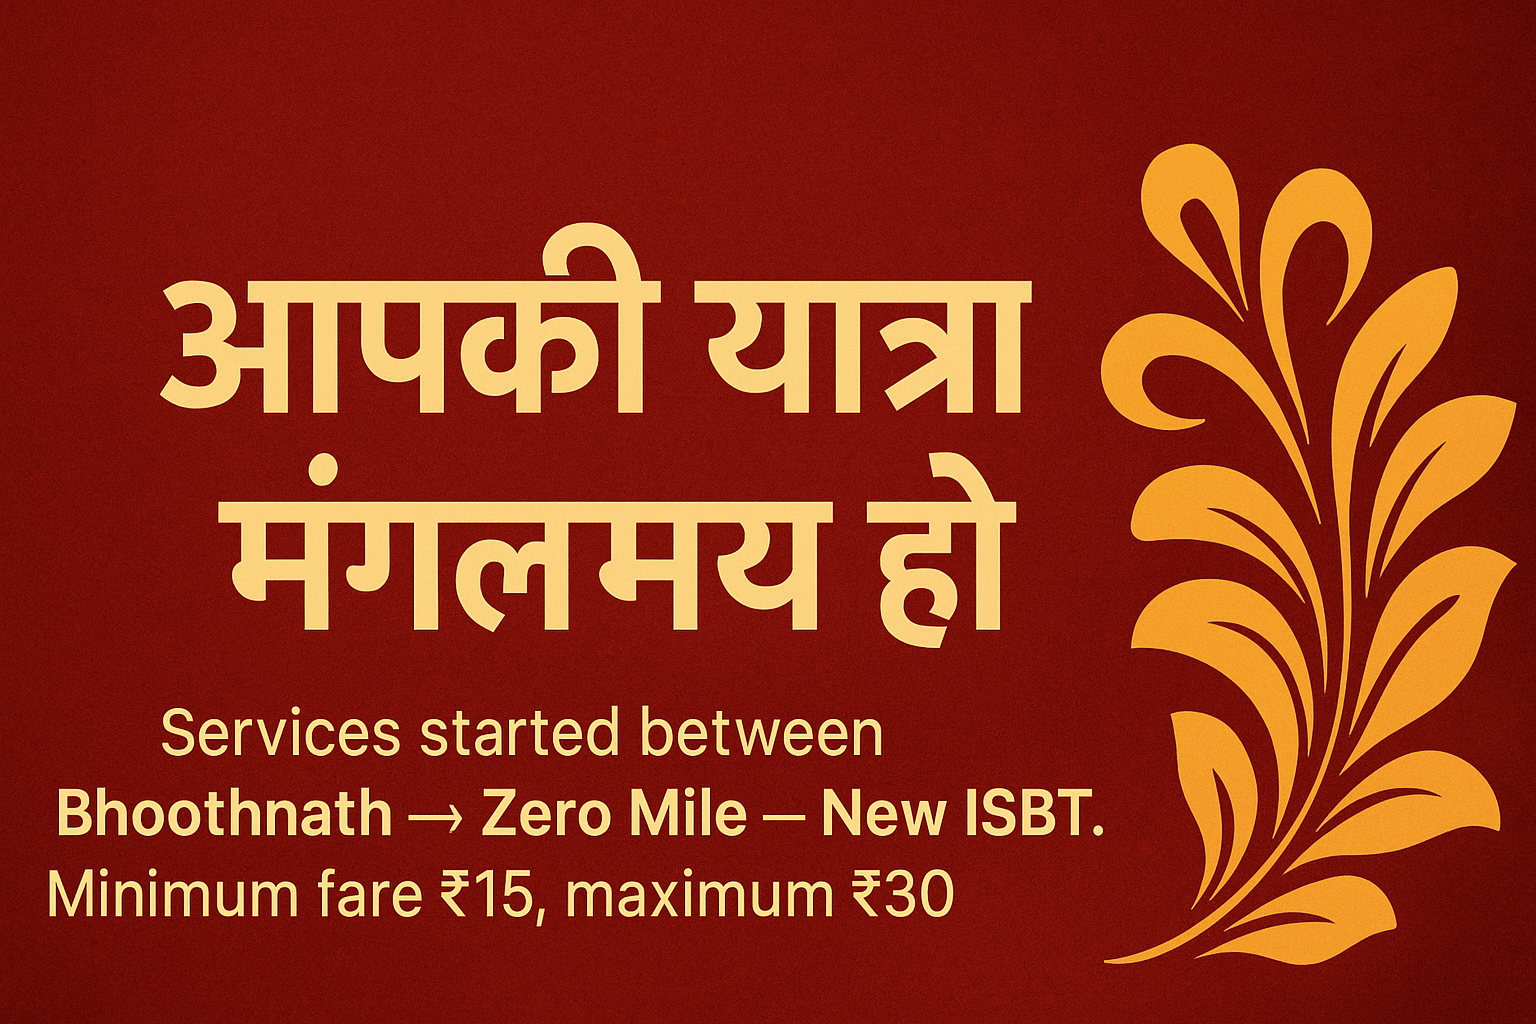 आपकी यात्रा
मंगलमय हो
Services started between
Bhoothnath → Zero Mile — New ISBT.
Minimum fare ₹15, maximum ₹30